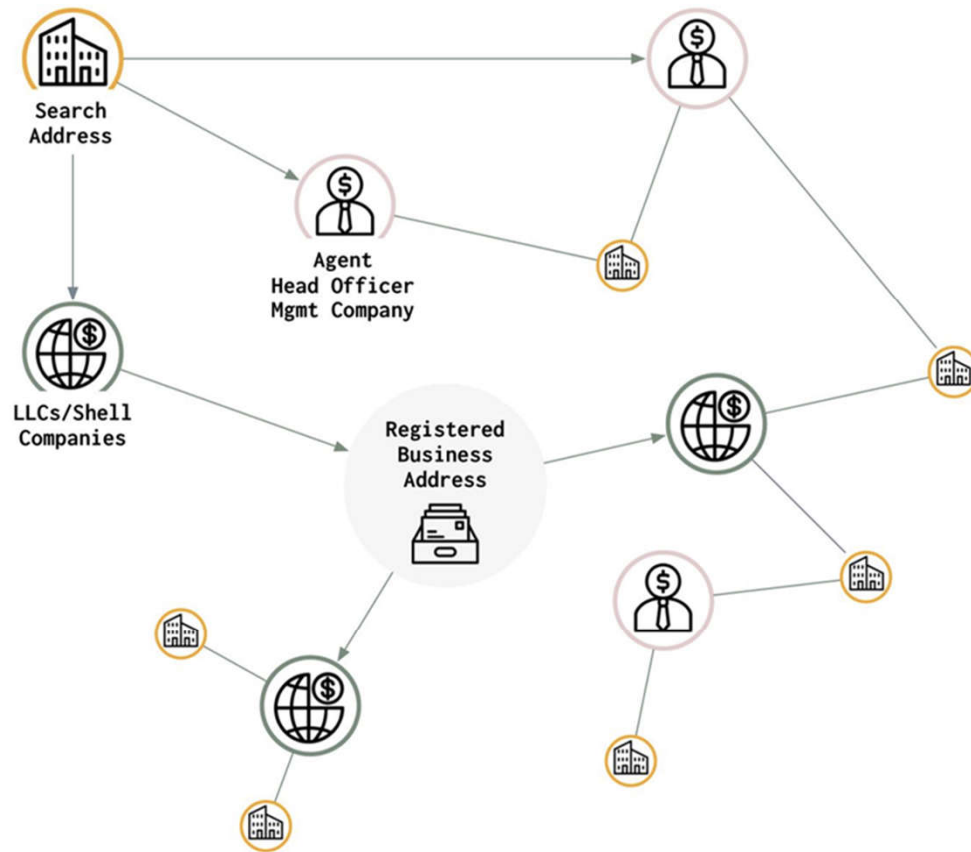 Search
Address
Agent
Head Officer
Mgmt Company
LLCs/Shell
Companies
Registered
Business
Address